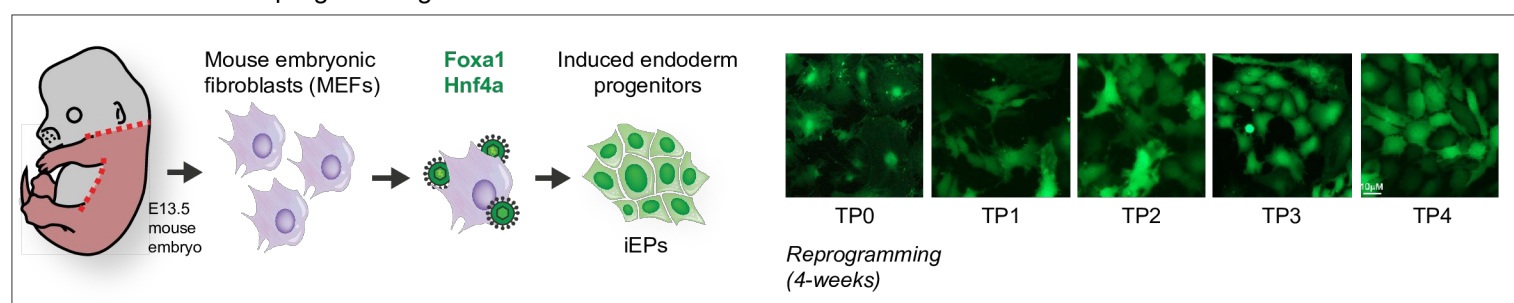 Mouse embryonic
fibroblasts (MEFs)
Foxa1
Hnf4a
Induced endoderm
progenitors
E13.5
mouse
embryo
iEPs
10µM
TP0
TP1
TP2
TP3
TP4
Reprogramming
(4-weeks)